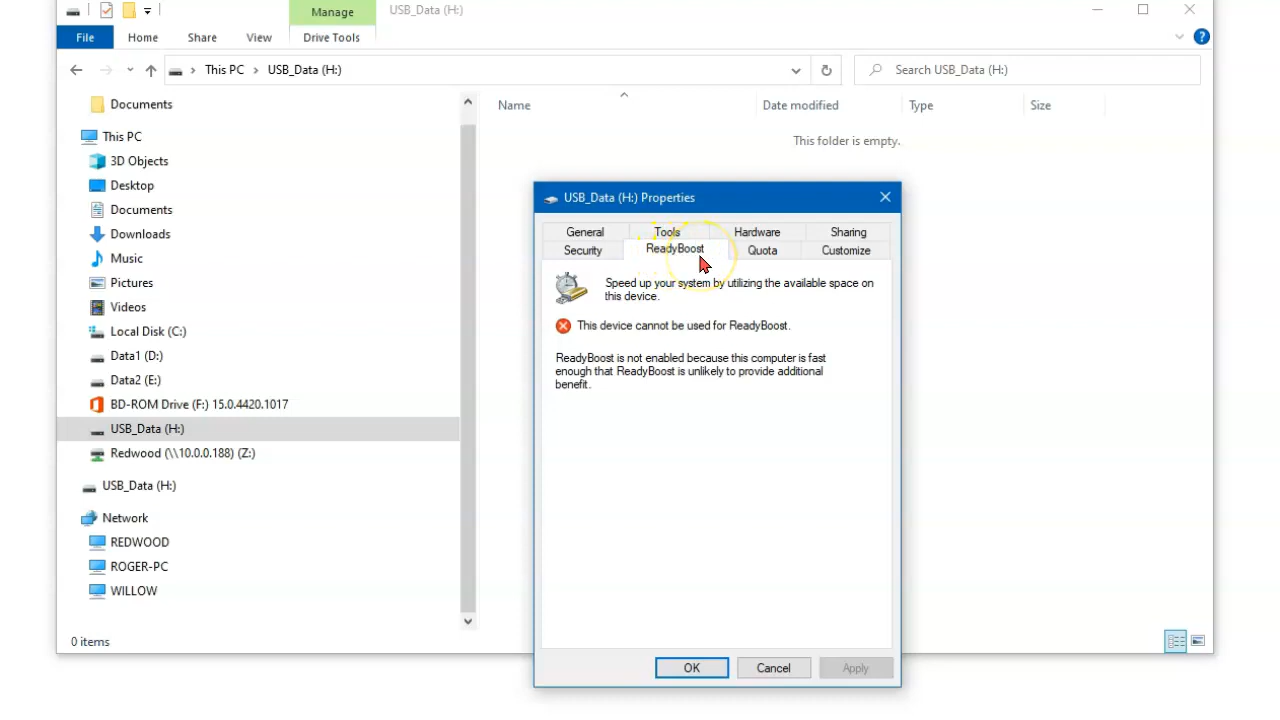 Manage
USB_Data (H:)
File
Home
Share
View
Drive Tools
?
This PC
USB_Data (H:)
Search USB_Data (H:)
Documents
This PC
3D Objects
Desktop
Documents
Downloads
Music
Pictures
Videos
Local Disk (C:)
Data1 (D:)
Data2 (E:)
BD-ROM Drive (F:) 15.0.4420.1017
USB_Data (H:)
Redwood (\\10.0.0.188) (Z:)
USB_Data (H:)
Network
REDWOOD
ROGER-PC
WILLOW
0 items
Name
Date modified
Type
Size
This folder is empty.
USB_Data (H:) Properties
General
Tools
Hardware
Sharing
Security
ReadyBoost
Quota
Customize
Speed up your system by utilizing the available space on
this device.
This device cannot be used for ReadyBoost.
ReadyBoost is not enabled because this computer is fast
enough that ReadyBoost is unlikely to provide additional
benefit.
OK
Cancel
Apply